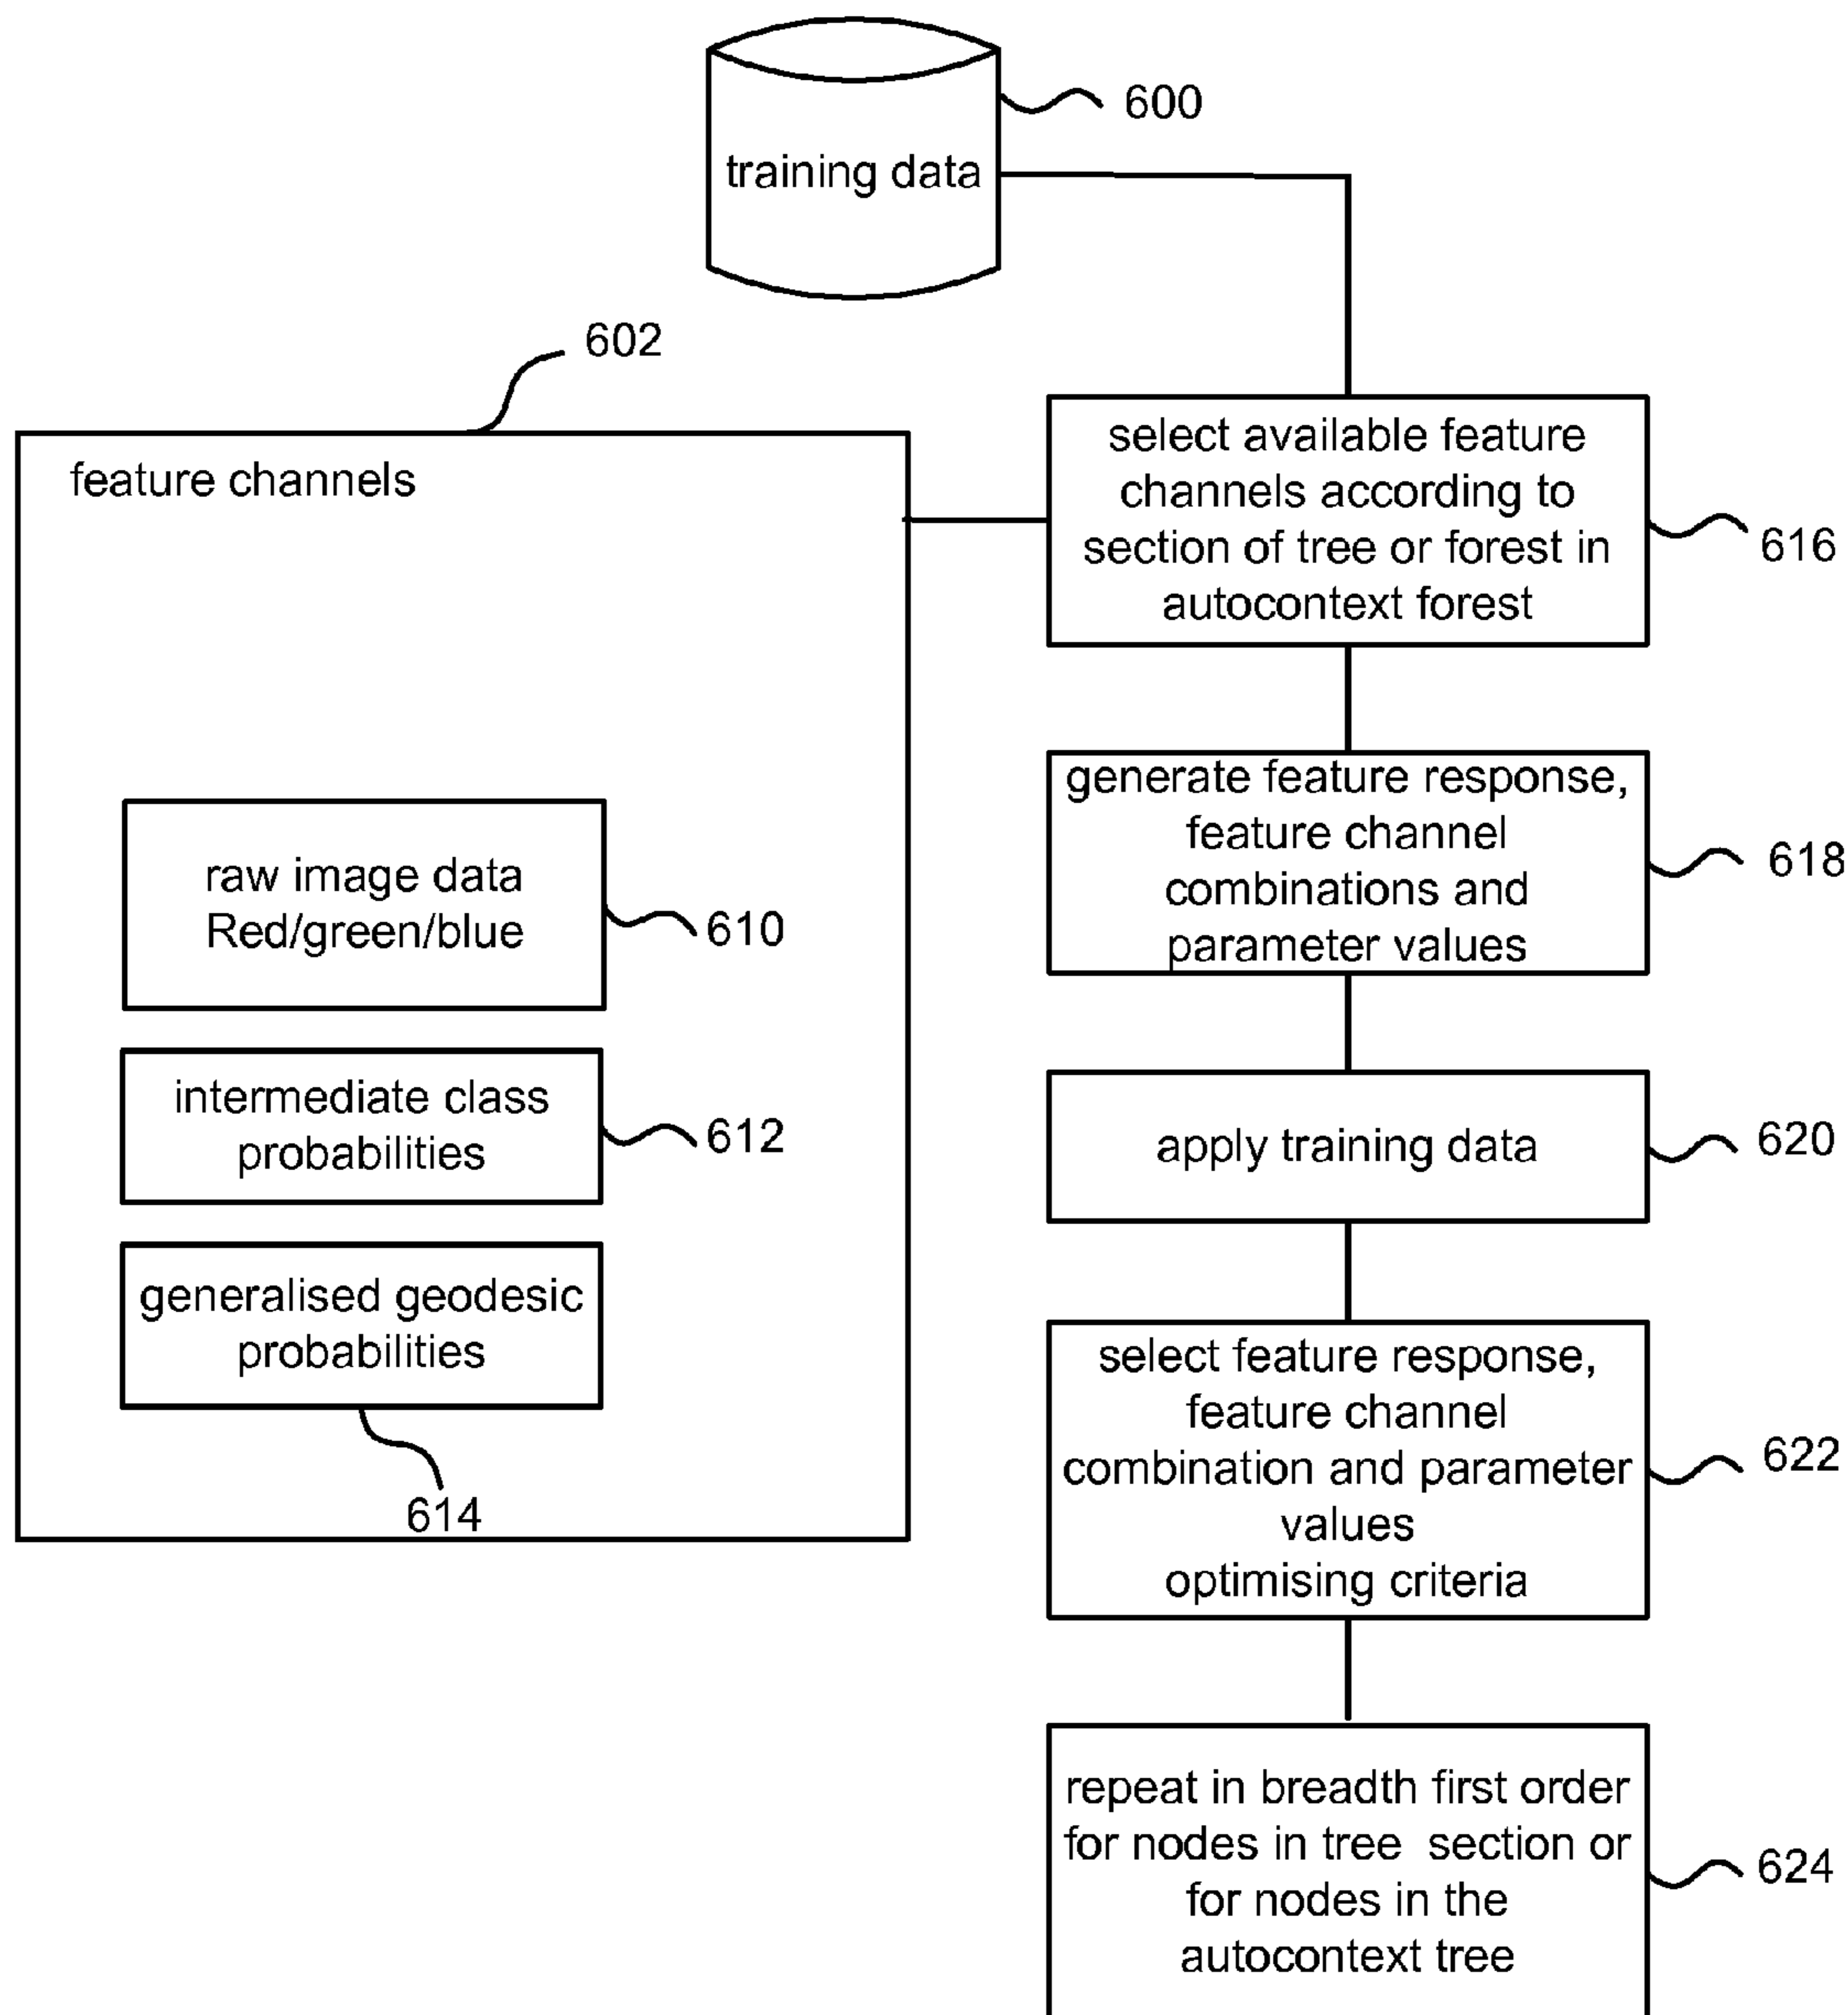 training data
600
602
feature channels
raw image data
Red/green/blue
610
intermediate class
probabilities
612
generalised geodesic
probabilities
614
select available feature
channels according to
section of tree or forest in
autocontext forest
616
generate feature response,
feature channel
combinations and
parameter values
618
apply training data
620
select feature response,
feature channel
combination and parameter
values
optimising criteria
622
repeat in breadth first order
for nodes in tree section or
for nodes in the
autocontext tree
624